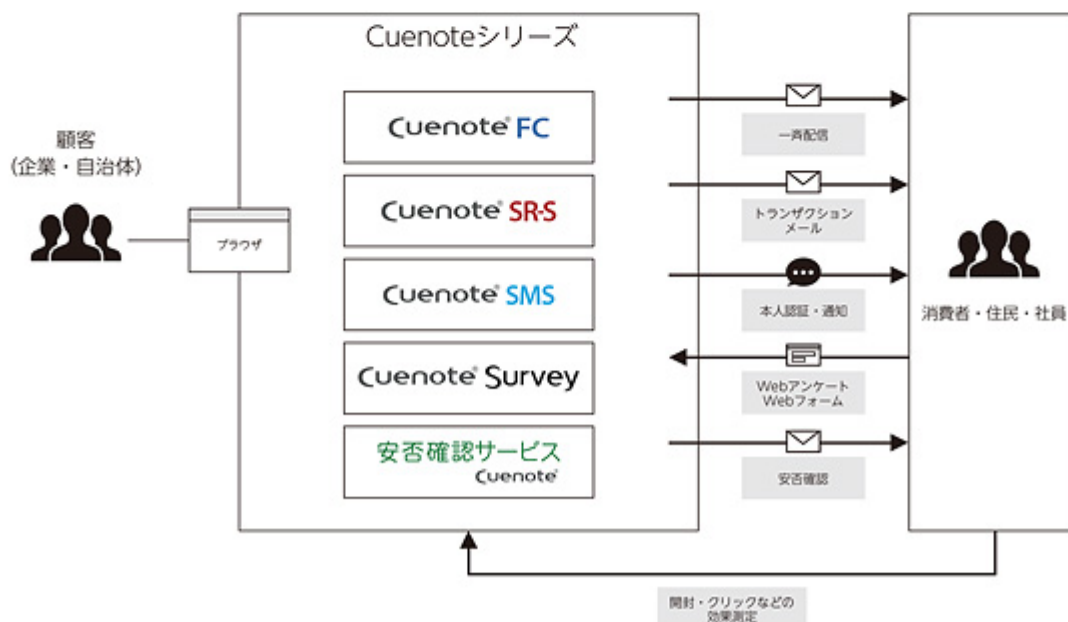 Cuenoteシリーズ
顧客
(企業・自治体)
ブラウザ
Cuenote® FC
Cuenote® SR-S
Cuenote® SMS
Cuenote® Survey
安否確認サービス
Cuenote®
一斉配信
トランザクション
メール
本人認証・通知
Webアンケート
Webフォーム
安否確認
消費者・住民・社員
開封・クリックなどの
効果測定